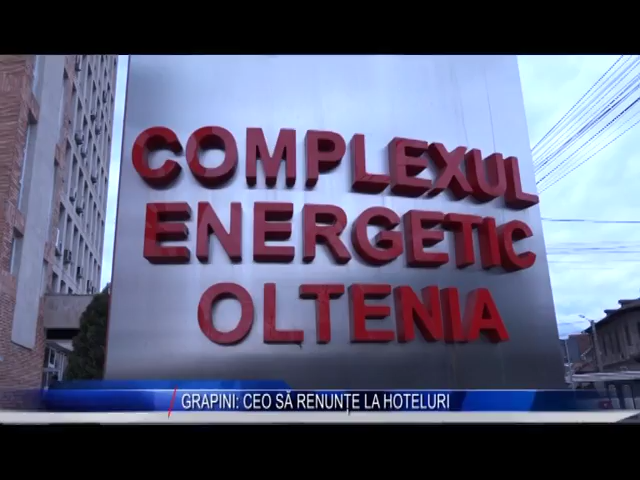 COMPLEXUL
ENERGETIC
OLTENIA
GRAPINI: CEO SĂ RENUNȚE LA HOTELURI